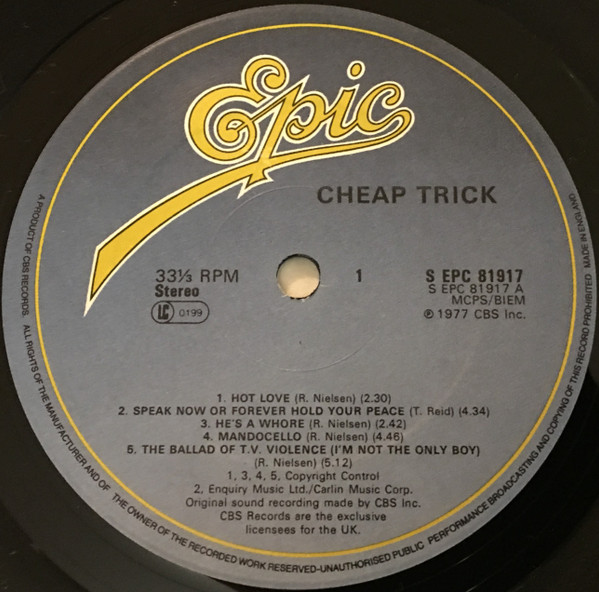 Epic
CHEAP TRICK
33⅓ RPM
Stereo
LC 0199
1
S EPC 81917
S EPC 81917 A
MCPS/BIEM
℗ 1977 CBS Inc.
1. HOT LOVE (R. Nielsen) (2.30)
2. SPEAK NOW OR FOREVER HOLD YOUR PEACE (T. Reid) (4.34)
3. HE'S A WHORE (R. Nielsen) (2.42)
4. MANDOCELLO (R. Nielsen) (4.46)
5. THE BALLAD OF T.V. VIOLENCE (I'M NOT THE ONLY BOY)
(R. Nielsen) (5.12)
1, 3, 4, 5, Copyright Control
2, Enquiry Music Ltd./Carlin Music Corp.
Original sound recording made by CBS Inc.
CBS Records are the exclusive
licensees for the UK.
A PRODUCT OF CBS RECORDS. ALL RIGHTS OF THE MANUFACTURER AND OF THE OWNER OF THE RECORDED WORK RESERVED-UNAUTHORISED PUBLIC PERFORMANCE BROADCASTING AND COPYING OF THIS RECORD PROHIBITED. MADE IN ENGLAND